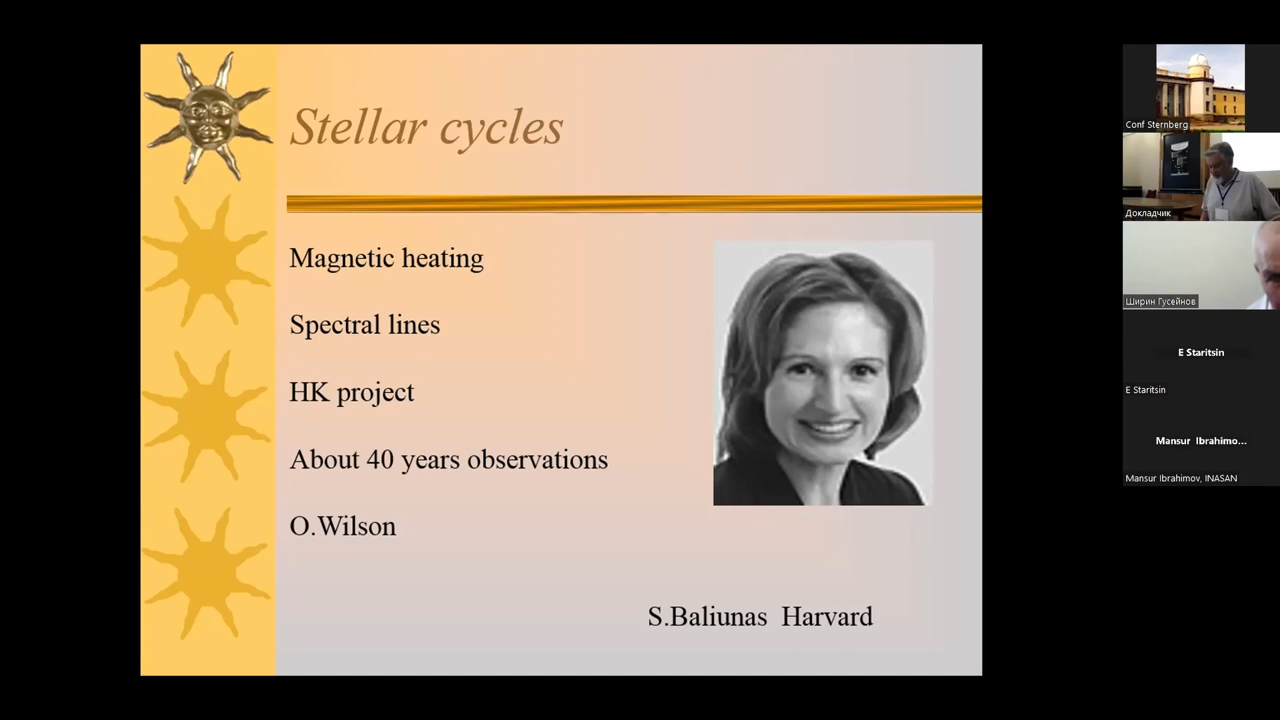 Stellar cycles
Magnetic heating
Spectral lines
HK project
About 40 years observations
O.Wilson
S.Baliunas Harvard
Conf Sternberg
Докладчик
Ширин Гусейнов
E Staritsin
E Staritsin
Mansur Ibrahimo...
Mansur Ibrahimov, INASAN